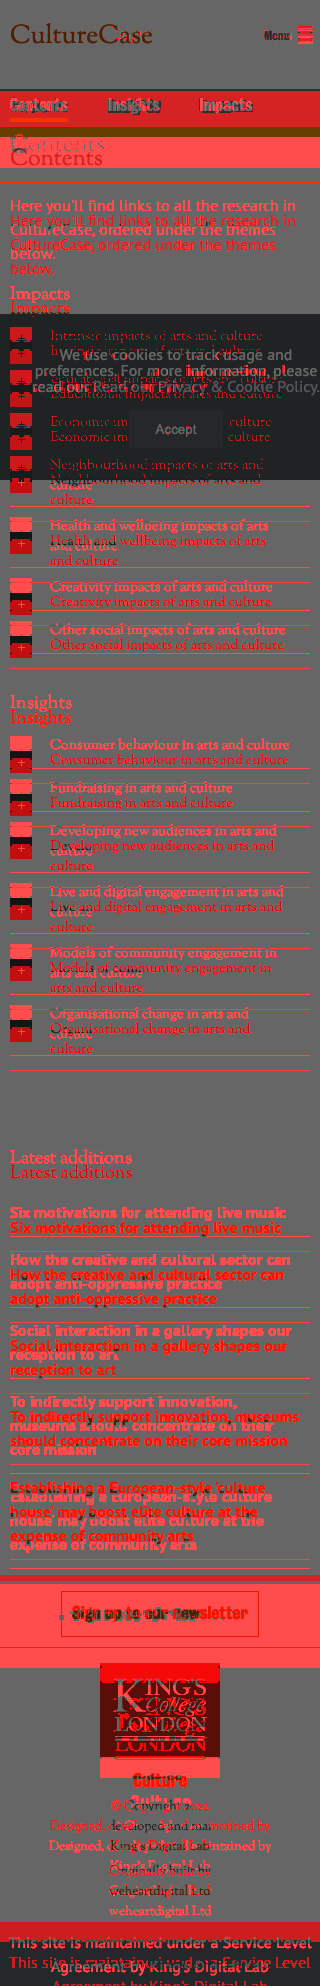 CultureCase
Menu
Contents Insights Impacts
Contents
Here you'll find links to all the research in
CultureCase, ordered under the themes
below.
Impacts
Intrinsic impacts of arts and culture
We use cookies to track usage and
preferences. For more information, please
read our Privacy & Cookie Policy.
Educational impacts of arts and culture
Accept
Economic impacts of arts and culture
Neighbourhood impacts of arts and
culture
Health and wellbeing impacts of arts
and culture
Creativity impacts of arts and culture
Other social impacts of arts and culture
Insights
Consumer behaviour in arts and culture
Fundraising in arts and culture
Developing new audiences in arts and
culture
Live and digital engagement in arts and
culture
Models of community engagement in
arts and culture
Organisational change in arts and
culture
Latest additions
Six motivations for attending live music
How the creative and cultural sector can
adopt anti-oppressive practice
Social interaction in a gallery shapes our
reception to art
To indirectly support innovation, museums
should concentrate on their core mission
Establishing a European-style 'culture
house' may boost elite culture at the
expense of community arts
Sign up to our newsletter
KING'S
College
LONDON
Culture
King's Digital Lab
weheartdigital Ltd
This site is maintained under a Service Level
Agreement by King's Digital Lab